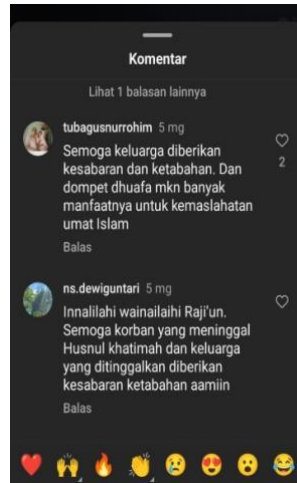 Komentar
Lihat 1 balasan lainnya
tubagusnurrohim 5 mg
Semoga keluarga diberikan
kesabaran dan ketabahan. Dan
dompet dhuafa mkn banyak
manfaatnya untuk kemaslahatan
umat Islam
2
Balas
ns.dewiguntari 5 mg
Innalilahi wainailaihi Raji'un.
Semoga korban yang meninggal
Husnul khatimah dan keluarga
yang ditinggalkan diberikan
kesabaran ketabahan aamiin
Balas